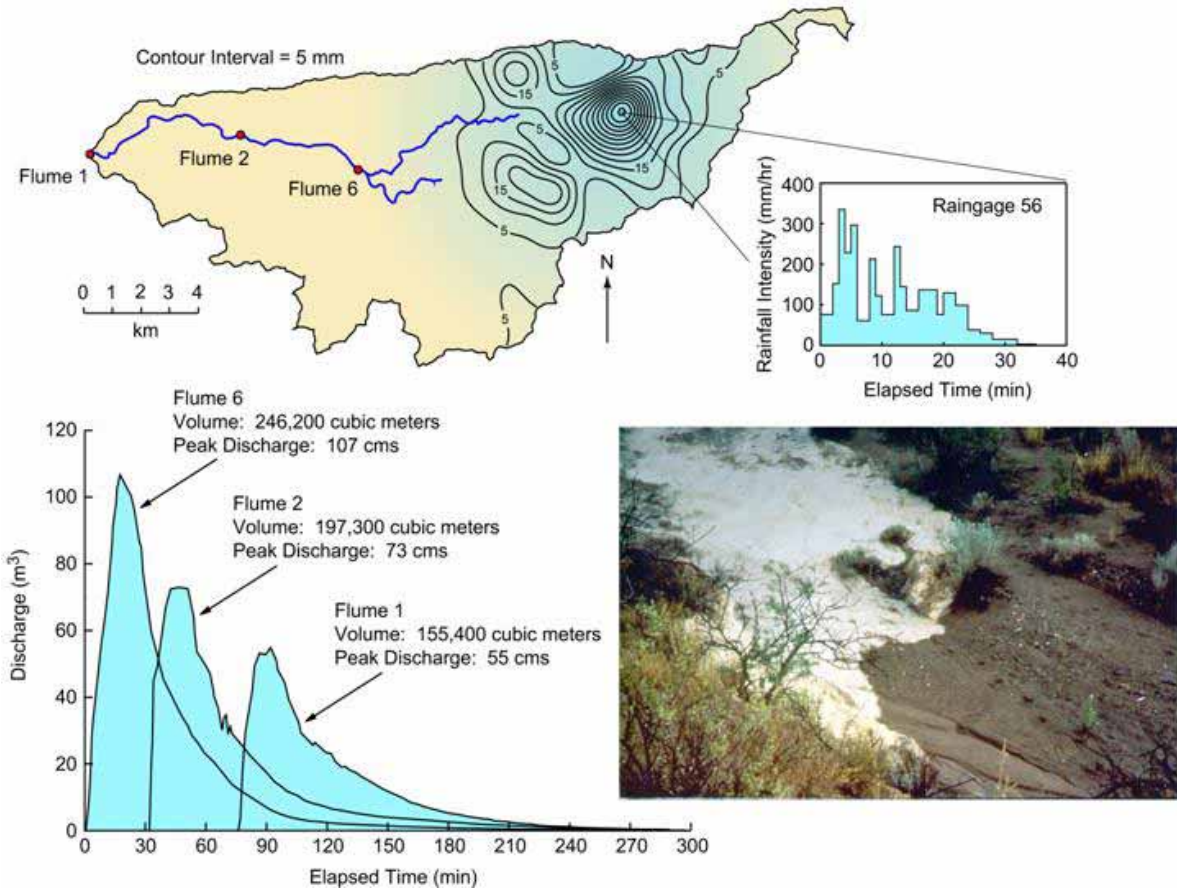 Contour Interval = 5 mm
5
15
5
15
5
15
5
5
5
Flume 1
Flume 2
Flume 6
0 1 2 3 4
km
N
Raingage 56
Rainfall Intensity (mm/hr)
400
300
200
100
0
0 10 20 30 40
Elapsed Time (min)
Flume 6
Volume: 246,200 cubic meters
Peak Discharge: 107 cms
Flume 2
Volume: 197,300 cubic meters
Peak Discharge: 73 cms
Flume 1
Volume: 155,400 cubic meters
Peak Discharge: 55 cms
Discharge (m³)
120
100
80
60
40
20
0
0 30 60 90 120 150 180 210 240 270 300
Elapsed Time (min)